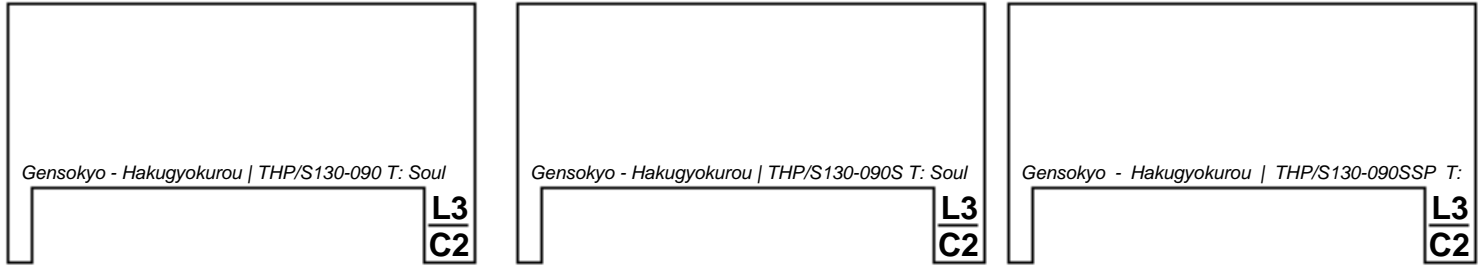 Gensokyo - Hakugyokurou | THP/S130-090 T: Soul
L3
C2
Gensokyo - Hakugyokurou | THP/S130-090S T: Soul
L3
C2
Gensokyo - Hakugyokurou | THP/S130-090SSP T:
L3
C2